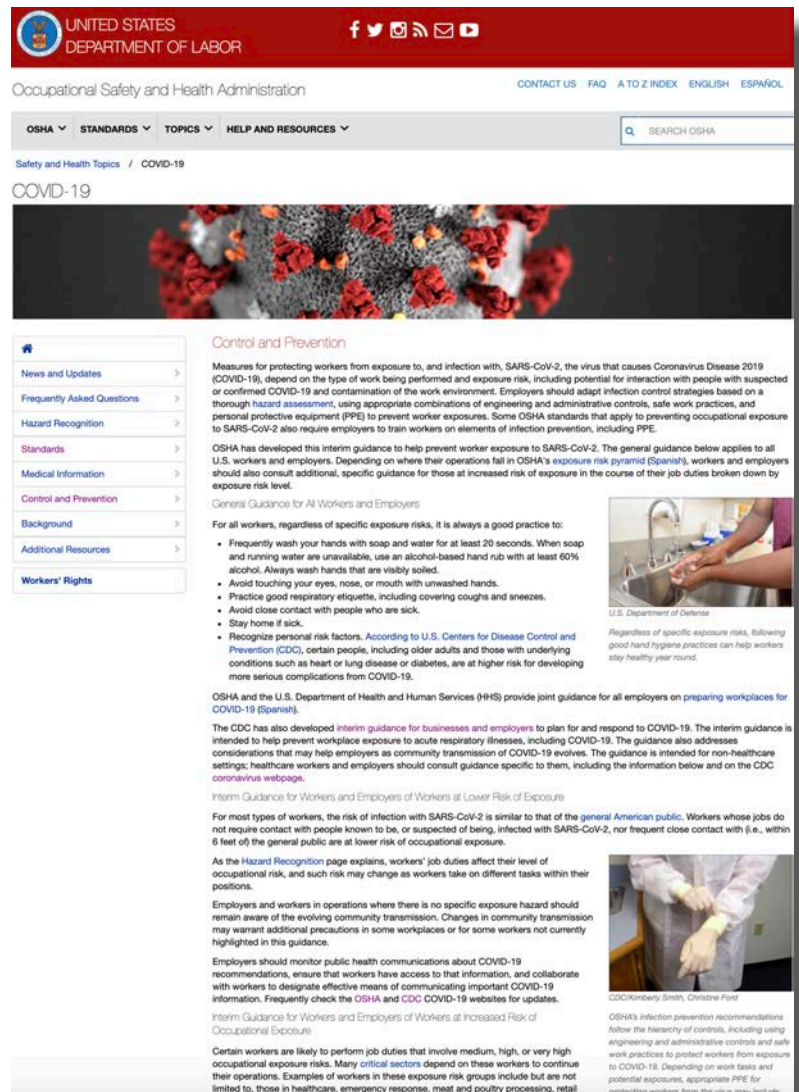 UNITED STATES
DEPARTMENT OF LABOR
Occupational Safety and Health Administration
CONTACT US FAQ A TO Z INDEX ENGLISH ESPAÑOL
OSHA STANDARDS TOPICS HELP AND RESOURCES
SEARCH OSHA
Safety and Health Topics / COVID-19
COVID-19
News and Updates
Frequently Asked Questions
Hazard Recognition
Standards
Medical Information
Control and Prevention
Background
Additional Resources
Workers' Rights
Control and Prevention
Measures for protecting workers from exposure to, and infection with, SARS-CoV-2, the virus that causes Coronavirus Disease 2019
(COVID-19), depend on the type of work being performed and exposure risk, including potential for interaction with people with suspected
or confirmed COVID-19 and contamination of the work environment. Employers should adapt infection control strategies based on a
thorough hazard assessment, using appropriate combinations of engineering and administrative controls, safe work practices, and
personal protective equipment (PPE) to prevent worker exposures. Some OSHA standards that apply to preventing occupational exposure
to SARS-CoV-2 also require employers to train workers on elements of infection prevention, including PPE.
OSHA has developed this interim guidance to help prevent worker exposure to SARS-CoV-2. The general guidance below applies to all
U.S. workers and employers. Depending on where their operations fall in OSHA's exposure risk pyramid (Spanish), workers and employers
should also consult additional, specific guidance for those at increased risk of exposure in the course of their job duties broken down by
exposure risk level.
General Guidance for All Workers and Employers
For all workers, regardless of specific exposure risks, it is always a good practice to:
• Frequently wash your hands with soap and water for at least 20 seconds. When soap
and running water are unavailable, use an alcohol-based hand rub with at least 60%
alcohol. Always wash hands that are visibly soiled.
• Avoid touching your eyes, nose, or mouth with unwashed hands.
• Practice good respiratory etiquette, including covering coughs and sneezes.
• Avoid close contact with people who are sick.
• Stay home if sick.
• Recognize personal risk factors. According to U.S. Centers for Disease Control and
Prevention (CDC), certain people, including older adults and those with underlying
conditions such as heart or lung disease or diabetes, are at higher risk for developing
more serious complications from COVID-19.
U.S. Department of Defense
Regardless of specific exposure risks, following
good hand hygiene practices can help workers
stay healthy year round.
OSHA and the U.S. Department of Health and Human Services (HHS) provide joint guidance for all employers on preparing workplaces for
COVID-19 (Spanish).
The CDC has also developed interim guidance for businesses and employers to plan for and respond to COVID-19. The interim guidance is
intended to help prevent workplace exposure to acute respiratory illnesses, including COVID-19. The guidance also addresses
considerations that may help employers as community transmission of COVID-19 evolves. The guidance is intended for non-healthcare
settings; healthcare workers and employers should consult guidance specific to them, including the information below and on the CDC
coronavirus webpage.
Interim Guidance for Workers and Employers of Workers at Lower Risk of Exposure
For most types of workers, the risk of infection with SARS-CoV-2 is similar to that of the general American public. Workers whose jobs do
not require contact with people known to be, or suspected of being, infected with SARS-CoV-2, nor frequent close contact with (i.e., within
6 feet of) the general public are at lower risk of occupational exposure.
As the Hazard Recognition page explains, workers' job duties affect their level of
occupational risk, and such risk may change as workers take on different tasks within their
positions.
Employers and workers in operations where there is no specific exposure hazard should
remain aware of the evolving community transmission. Changes in community transmission
may warrant additional precautions in some workplaces or for some workers not currently
highlighted in this guidance.
Employers should monitor public health communications about COVID-19
recommendations, ensure that workers have access to that information, and collaborate
with workers to designate effective means of communicating important COVID-19
information. Frequently check the OSHA and CDC COVID-19 websites for updates.
CDC/Kimberly Smith, Christine Ford
OSHA's infection prevention recommendations
follow the hierarchy of controls, including using
engineering and administrative controls and safe
work practices to protect workers from exposure
to COVID-19. Depending on work tasks and
potential exposures, appropriate PPE for
protecting workers from the virus may include
Interim Guidance for Workers and Employers of Workers at Increased Risk of
Occupational Exposure
Certain workers are likely to perform job duties that involve medium, high, or very high
occupational exposure risks. Many critical sectors depend on these workers to continue
their operations. Examples of workers in these exposure risk groups include but are not
limited to, those in healthcare, emergency response, meat and poultry processing, retail